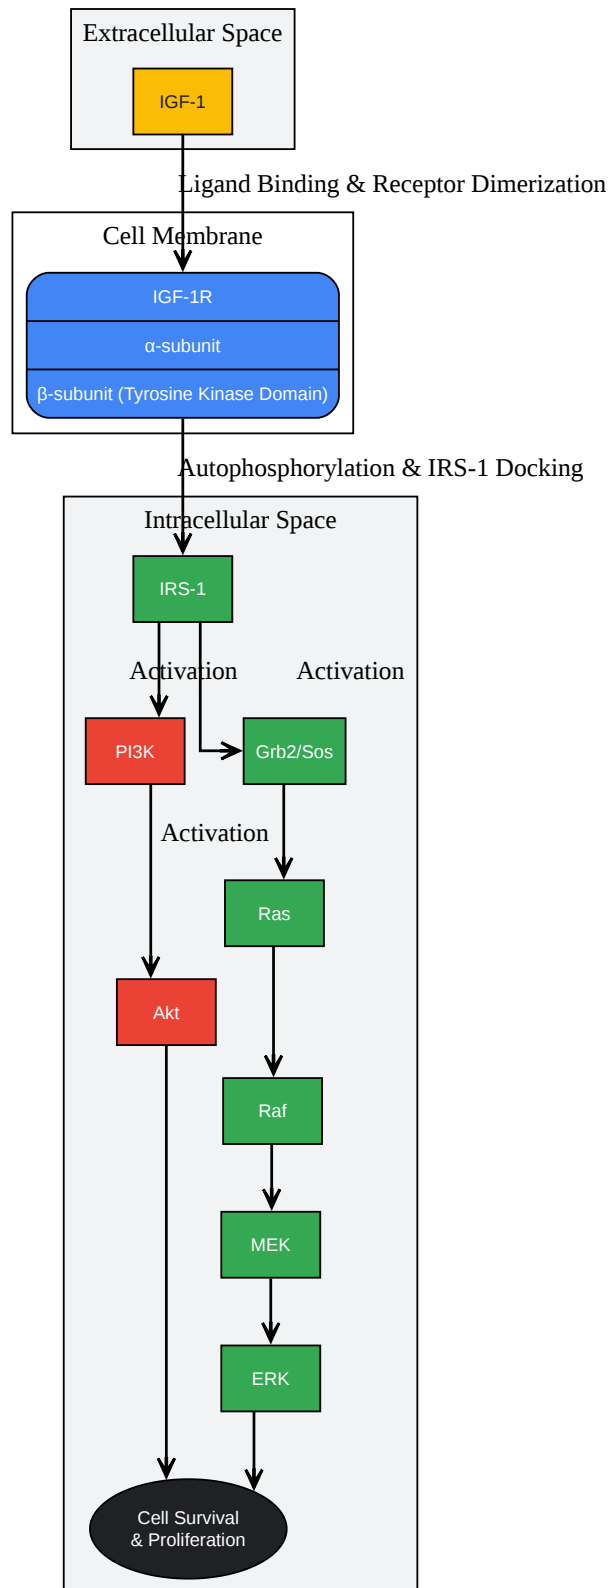 Extracellular Space
IGF-1
Ligand Binding & Receptor Dimerization
Cell Membrane
IGF-1R
α-subunit
β-subunit (Tyrosine Kinase Domain)
Autophosphorylation & IRS-1 Docking
Intracellular Space
IRS-1
Activation
Activation
PI3K
Grb2/Sos
Activation
Ras
Akt
Raf
MEK
ERK
Cell Survival
& Proliferation